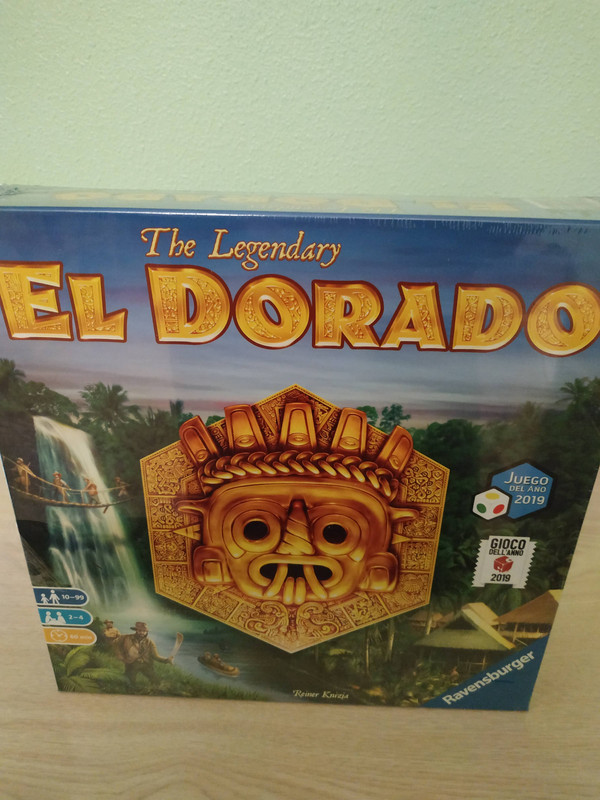 The Legendary
EL DORADO
JUEGO
DEL AÑO
2019
GIOCO
DELL'ANNO
2019
10-99
2-4
Ravensburger
Reiner Knizia